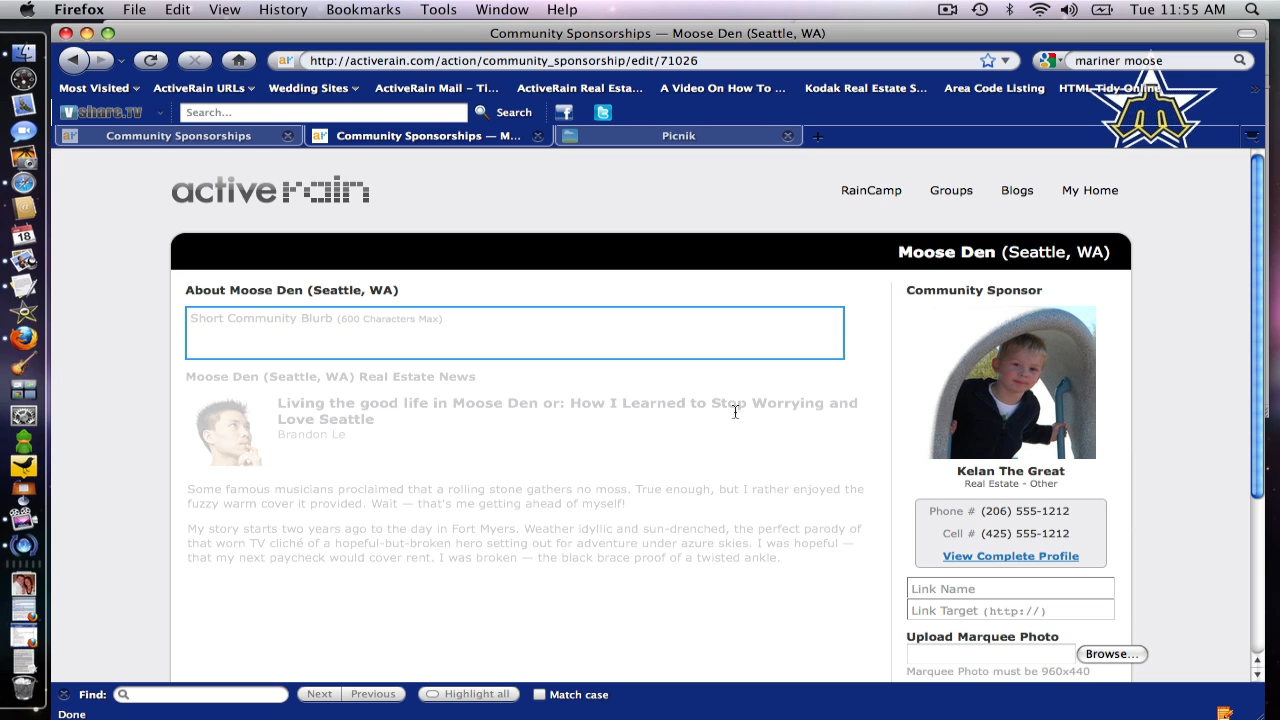 Firefox File Edit View History Bookmarks Tools Window Help Tue 11:55 AM
Community Sponsorships — Moose Den (Seattle, WA)
http://activerain.com/action/community_sponsorship/edit/71026
mariner moose
Most Visited ActiveRain URLs Wedding Sites ActiveRain Mail – Ti... ActiveRain Real Esta... A Video On How To ... Kodak Real Estate S... Area Code Listing HTML Tidy Online
vshare.tv Search... Search
Community Sponsorships Community Sponsorships — M... Picnik
18
activerain
RainCamp Groups Blogs My Home
Moose Den (Seattle, WA)
About Moose Den (Seattle, WA)
Short Community Blurb (600 Characters Max)
Moose Den (Seattle, WA) Real Estate News
Living the good life in Moose Den or: How I Learned to Stop Worrying and
Love Seattle
Brandon Le
Some famous musicians proclaimed that a rolling stone gathers no moss. True enough, but I rather enjoyed the
fuzzy warm cover it provided. Wait — that's me getting ahead of myself!
My story starts two years ago to the day in Fort Myers. Weather idyllic and sun-drenched, the perfect parody of
that worn TV cliché of a hopeful-but-broken hero setting out for adventure under azure skies. I was hopeful —
that my next paycheck would cover rent. I was broken — the black brace proof of a twisted ankle.
Community Sponsor
Kelan The Great
Real Estate - Other
Phone # (206) 555-1212
Cell # (425) 555-1212
View Complete Profile
Link Name
Link Target (http://)
Upload Marquee Photo
Browse...
Marquee Photo must be 960x440
Find: Next Previous Highlight all Match case
Done